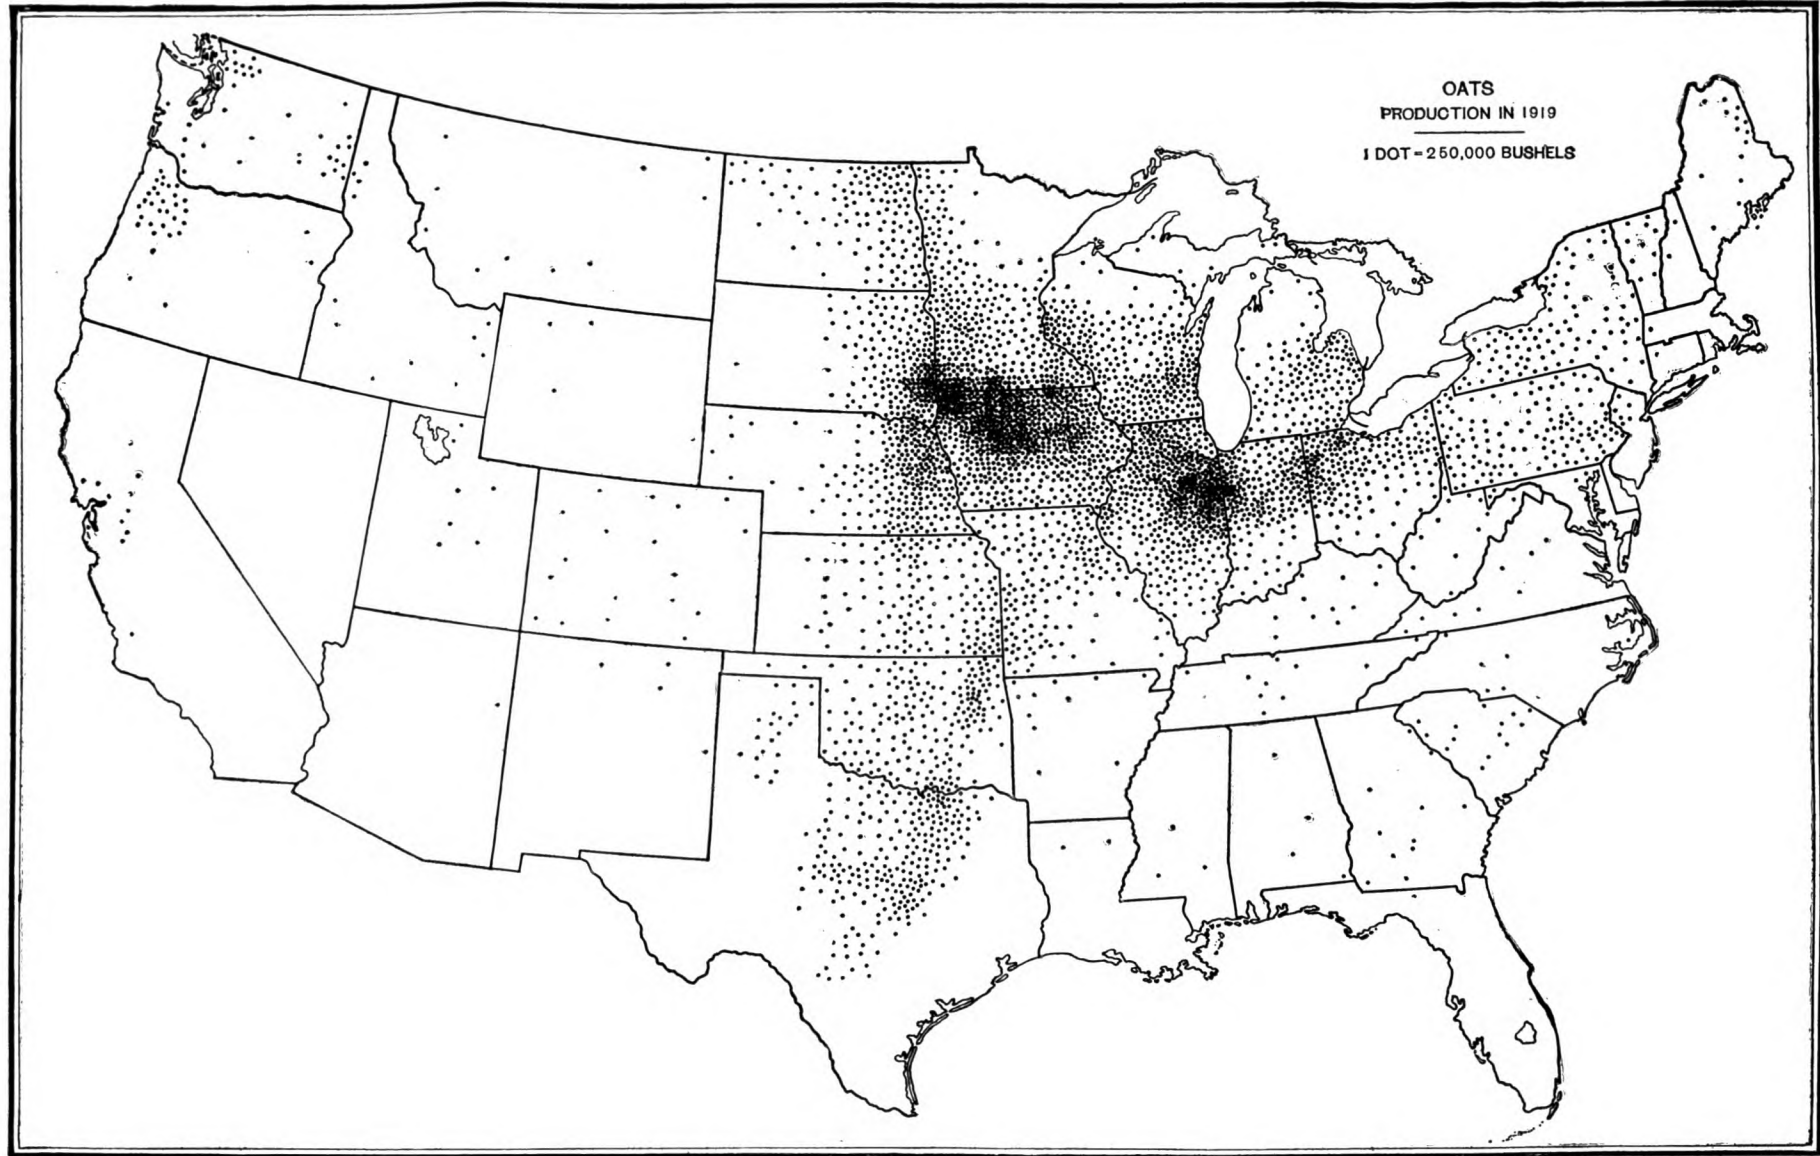 OATS
PRODUCTION IN 1919
1 DOT = 250,000 BUSHELS